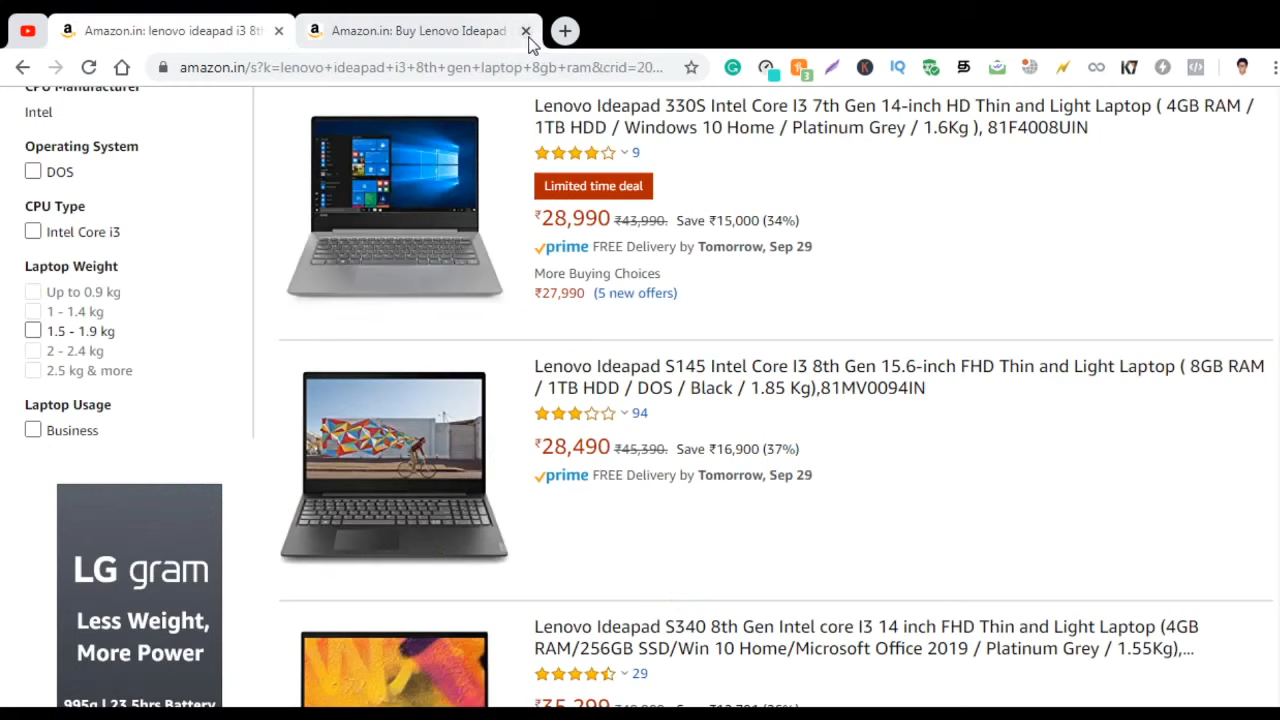 Amazon.in: lenovo ideapad i3 8th
Amazon.in: Buy Lenovo Ideapad
amazon.in/s?k=lenovo+ideapad+i3+8th+gen+laptop+8gb+ram&crid=20...
CPU Manufacturer
Intel
Operating System
DOS
CPU Type
Intel Core i3
Laptop Weight
Up to 0.9 kg
1 - 1.4 kg
1.5 - 1.9 kg
2 - 2.4 kg
2.5 kg & more
Laptop Usage
Business
LG gram
Less Weight,
More Power
995g | 23.5hrs Battery
Lenovo Ideapad 330S Intel Core I3 7th Gen 14-inch HD Thin and Light Laptop ( 4GB RAM /
1TB HDD / Windows 10 Home / Platinum Grey / 1.6Kg ), 81F4008UIN
9
Limited time deal
₹28,990 ₹43,990. Save ₹15,000 (34%)
prime FREE Delivery by Tomorrow, Sep 29
More Buying Choices
₹27,990 (5 new offers)
Lenovo Ideapad S145 Intel Core I3 8th Gen 15.6-inch FHD Thin and Light Laptop ( 8GB RAM
/ 1TB HDD / DOS / Black / 1.85 Kg),81MV0094IN
94
₹28,490 ₹45,390. Save ₹16,900 (37%)
prime FREE Delivery by Tomorrow, Sep 29
Lenovo Ideapad S340 8th Gen Intel core I3 14 inch FHD Thin and Light Laptop (4GB
RAM/256GB SSD/Win 10 Home/Microsoft Office 2019 / Platinum Grey / 1.55Kg),...
29